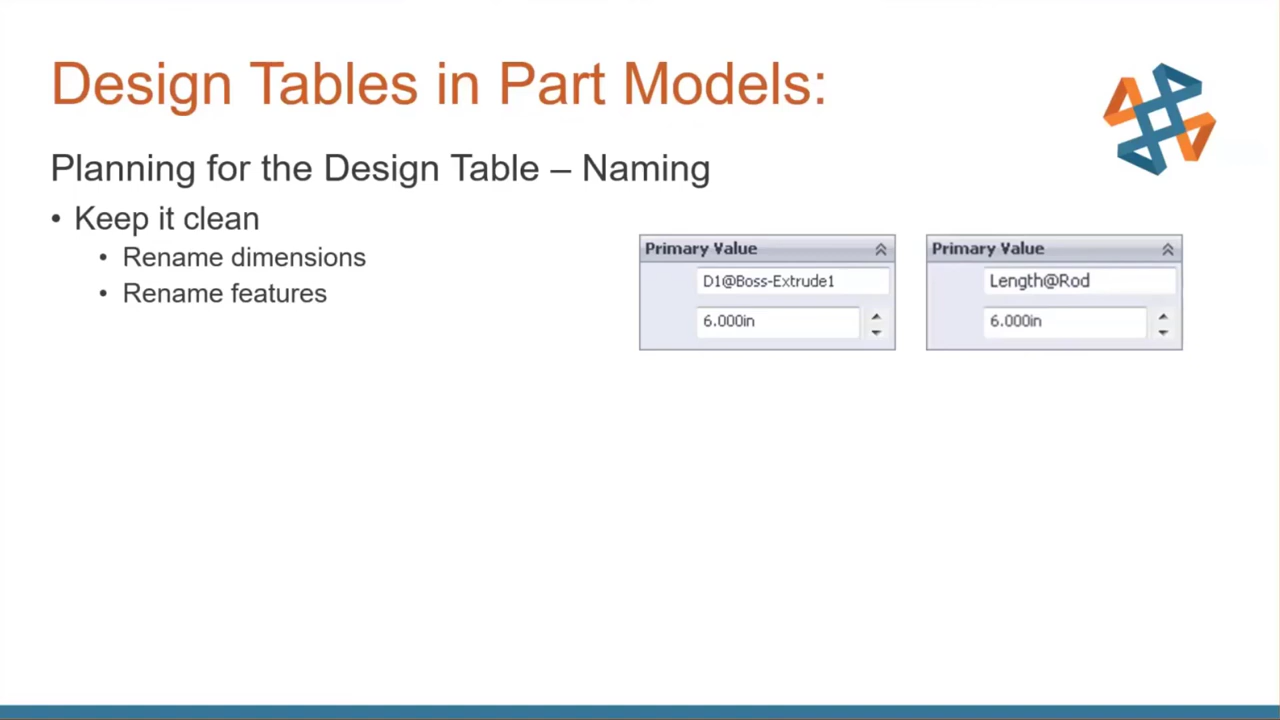 Design Tables in Part Models:
Planning for the Design Table – Naming
• Keep it clean
• Rename dimensions
• Rename features
Primary Value
D1@Boss-Extrude1
6.000in
Primary Value
Length@Rod
6.000in